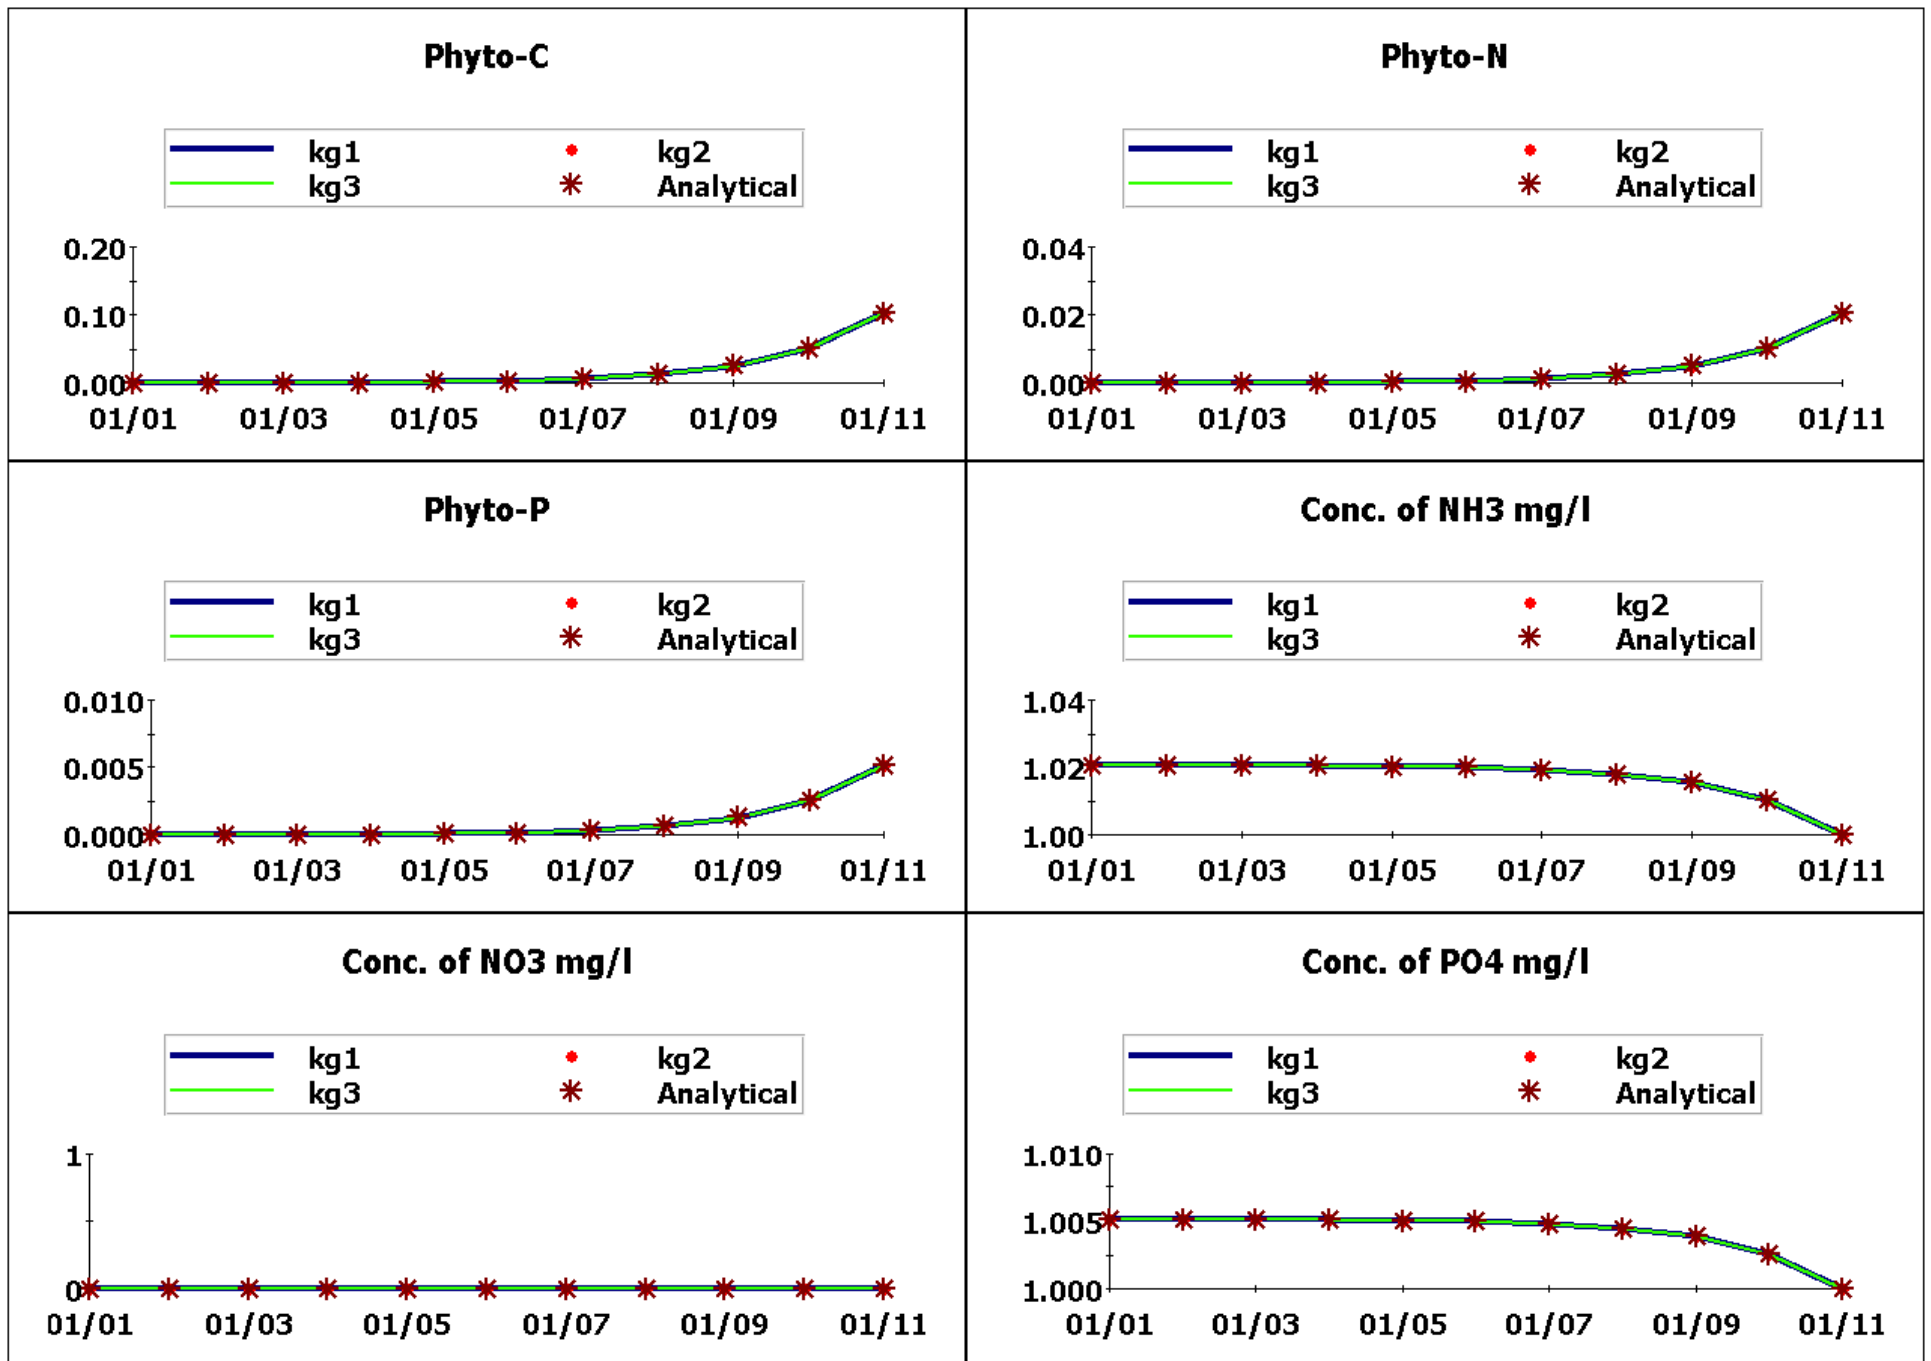 Phyto-C
kg1 kg2
kg3 Analytical
0.20
0.10
0.00
01/01 01/03 01/05 01/07 01/09 01/11
Phyto-N
kg1 kg2
kg3 Analytical
0.04
0.02
0.00
01/01 01/03 01/05 01/07 01/09 01/11
Phyto-P
kg1 kg2
kg3 Analytical
0.010
0.005
0.000
01/01 01/03 01/05 01/07 01/09 01/11
Conc. of NH3 mg/l
kg1 kg2
kg3 Analytical
1.04
1.02
1.00
01/01 01/03 01/05 01/07 01/09 01/11
Conc. of NO3 mg/l
kg1 kg2
kg3 Analytical
1
0
01/01 01/03 01/05 01/07 01/09 01/11
Conc. of PO4 mg/l
kg1 kg2
kg3 Analytical
1.010
1.005
1.000
01/01 01/03 01/05 01/07 01/09 01/11